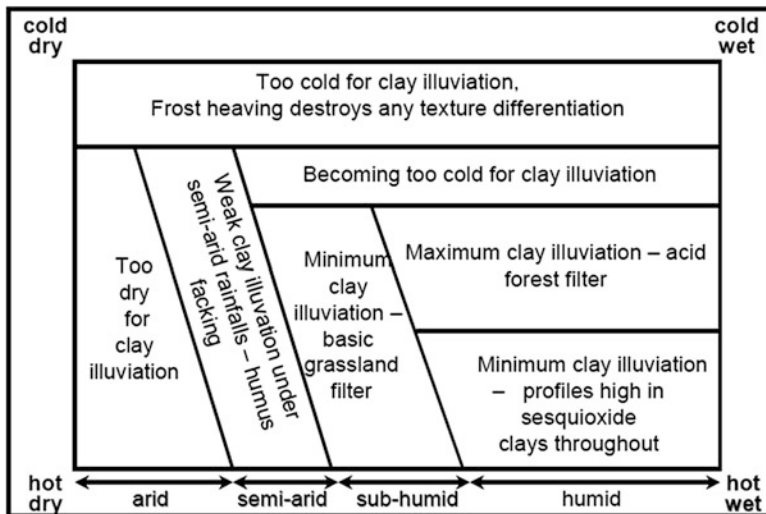 cold
dry
cold
wet
Too cold for clay illuviation,
Frost heaving destroys any texture differentiation
Becoming too cold for clay illuviation
Too
dry
for
clay
illuviation
Weak clay illuvation under
semi-arid rainfalls – humus
facking
Minimum
clay
illuviation –
basic
grassland
filter
Maximum clay illuviation – acid
forest filter
Minimum clay illuviation
– profiles high in
sesquioxide
clays throughout
hot
dry
arid
semi-arid
sub-humid
humid
hot
wet